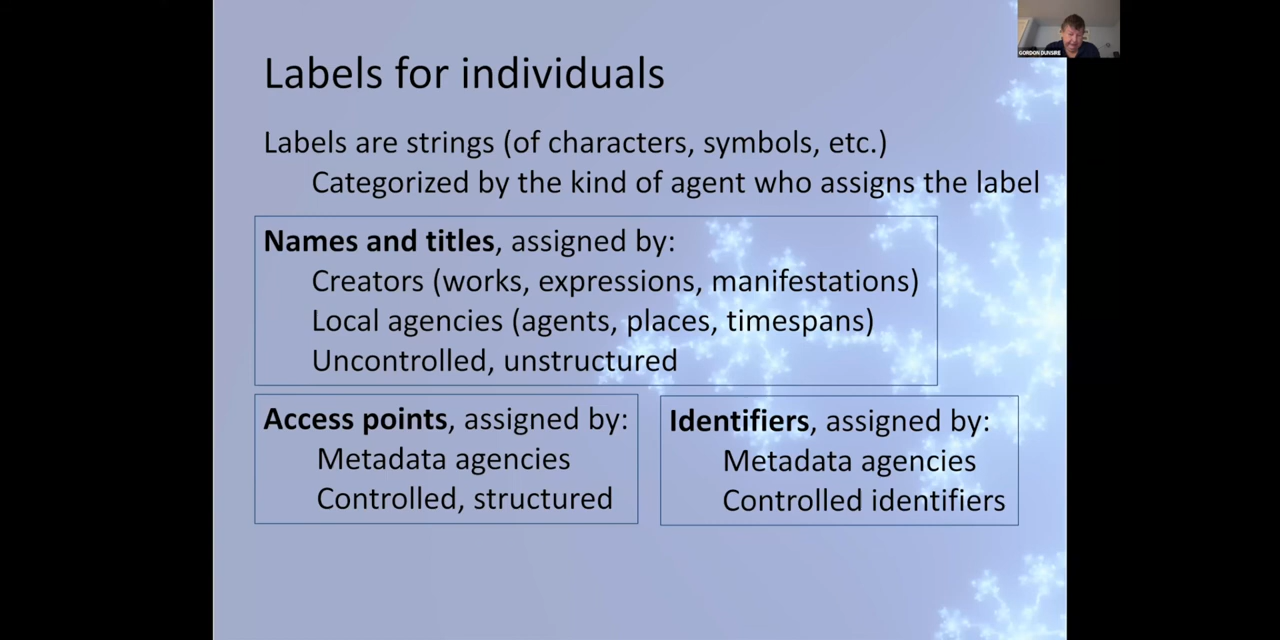 GORDON DUNSIRE
Labels for individuals
Labels are strings (of characters, symbols, etc.)
Categorized by the kind of agent who assigns the label
Names and titles, assigned by:
Creators (works, expressions, manifestations)
Local agencies (agents, places, timespans)
Uncontrolled, unstructured
Access points, assigned by:
Metadata agencies
Controlled, structured
Identifiers, assigned by:
Metadata agencies
Controlled identifiers